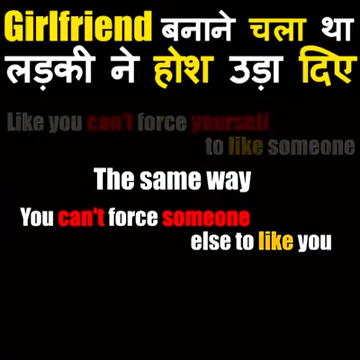 Girlfriend बनाने चला था
लड़की ने होश उड़ा दिए
Like you can't force yourself
to like someone
The same way
You can't force someone
else to like you